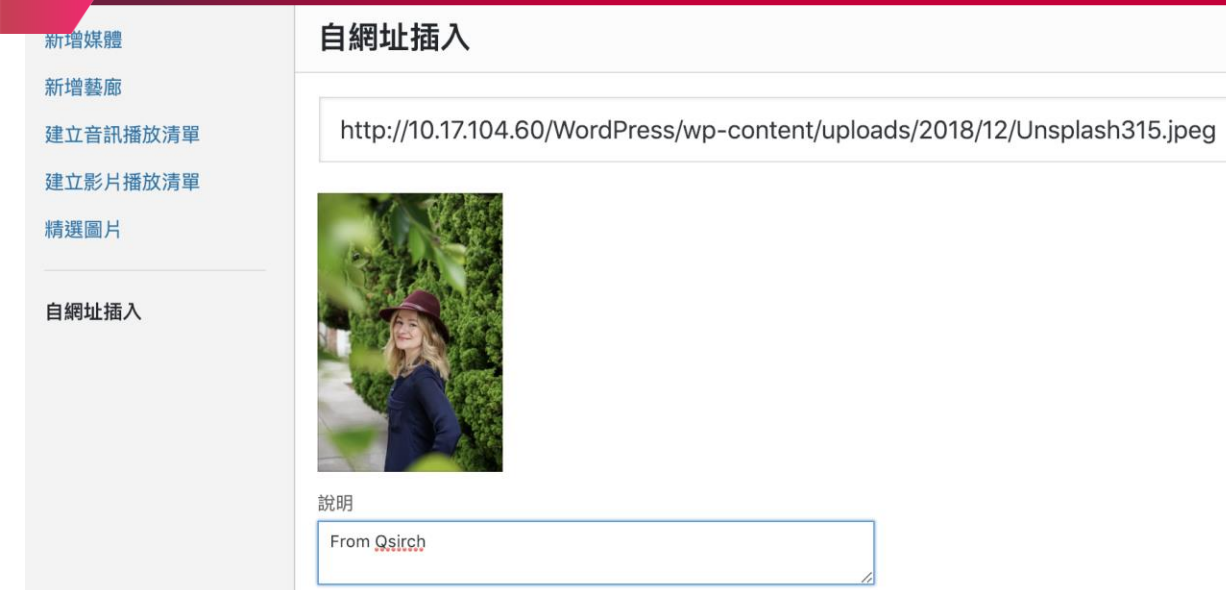 新增媒體
新增藝廊
建立音訊播放清單
建立影片播放清單
精選圖片
自網址插入
自網址插入
http://10.17.104.60/WordPress/wp-content/uploads/2018/12/Unsplash315.jpeg
說明
From Qsirch